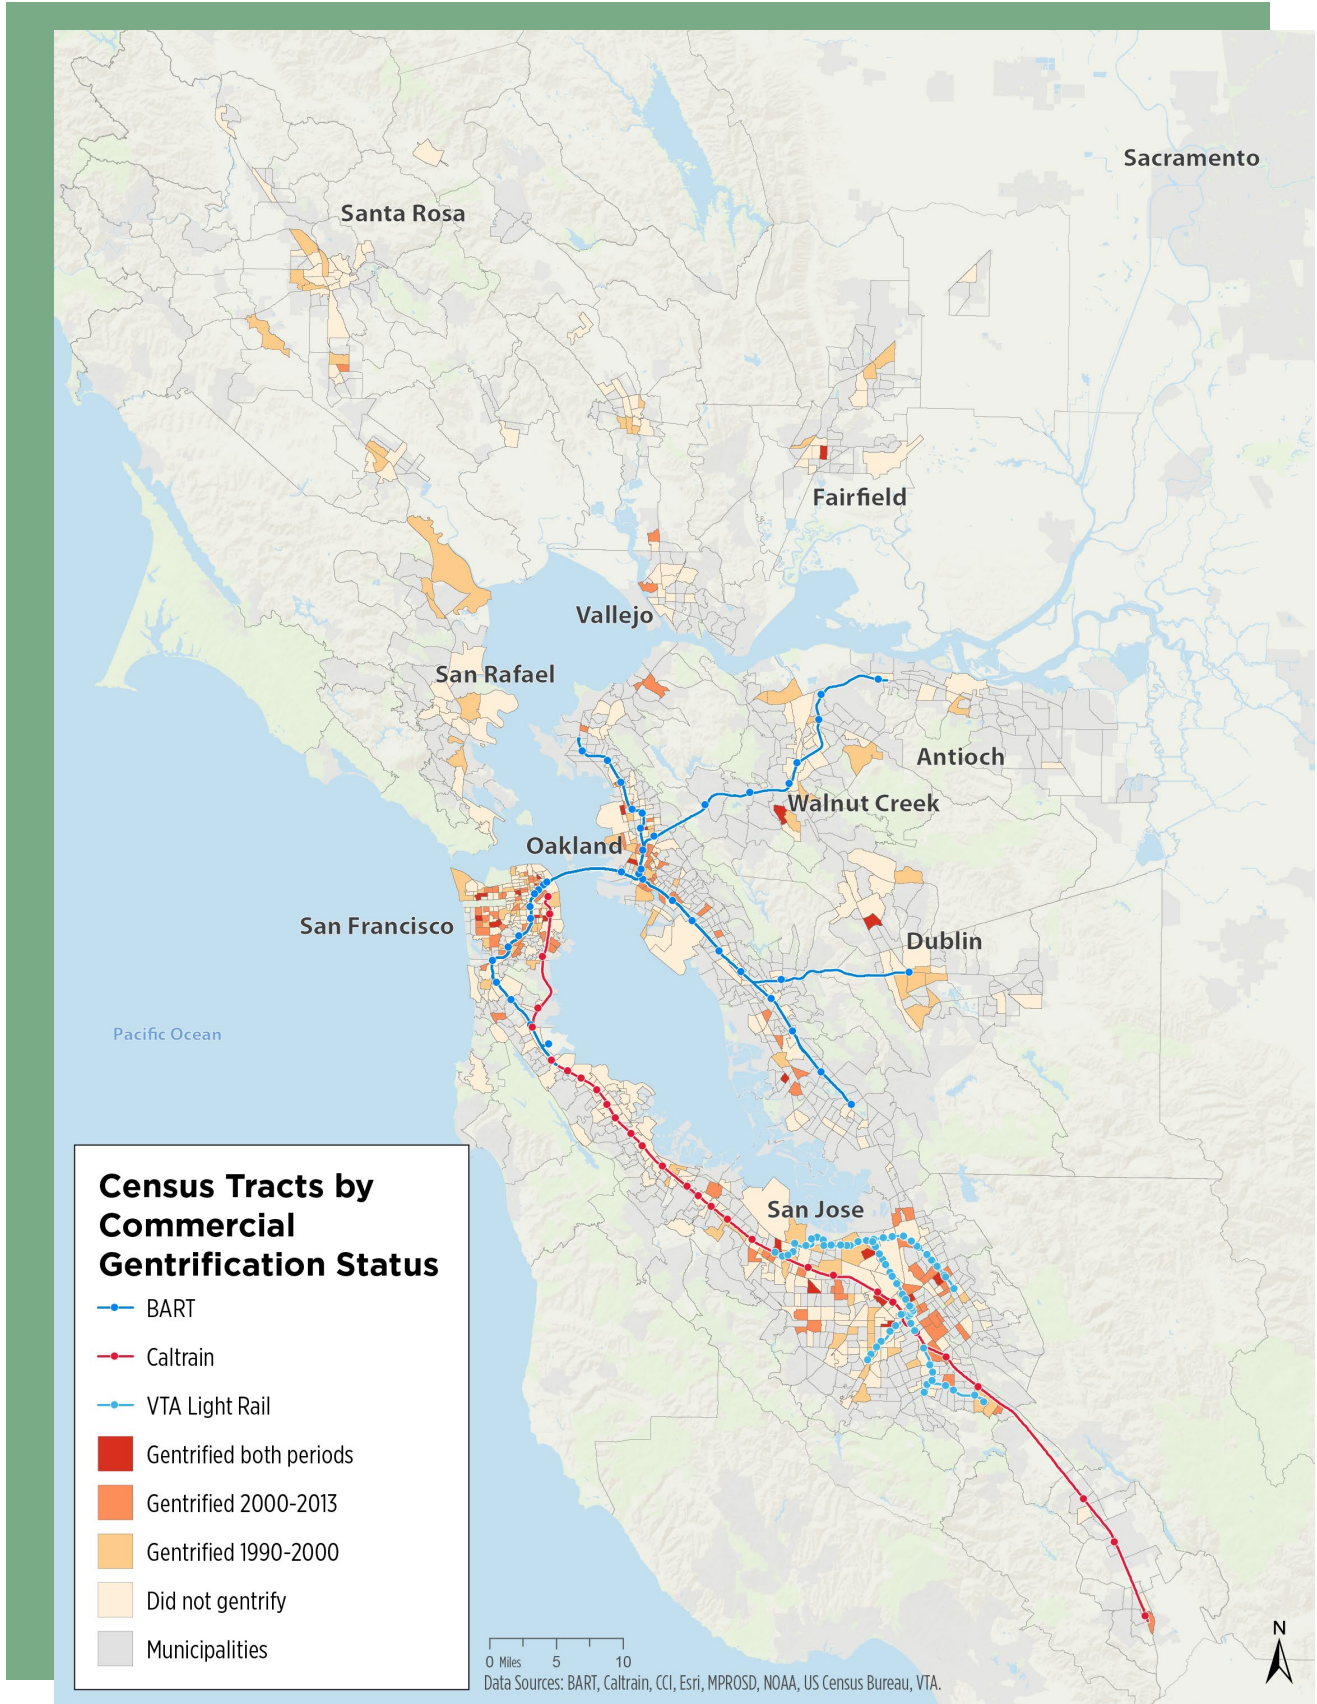 Sacramento
Santa Rosa
Fairfield
Vallejo
San Rafael
Antioch
Walnut Creek
Oakland
San Francisco
Dublin
Pacific Ocean
San Jose
Census Tracts by
Commercial
Gentrification Status
BART
Caltrain
VTA Light Rail
Gentrified both periods
Gentrified 2000-2013
Gentrified 1990-2000
Did not gentrify
Municipalities
N
0 Miles 5 10
Data Sources: BART, Caltrain, CCI, Esri, MPROSD, NOAA, US Census Bureau, VTA.